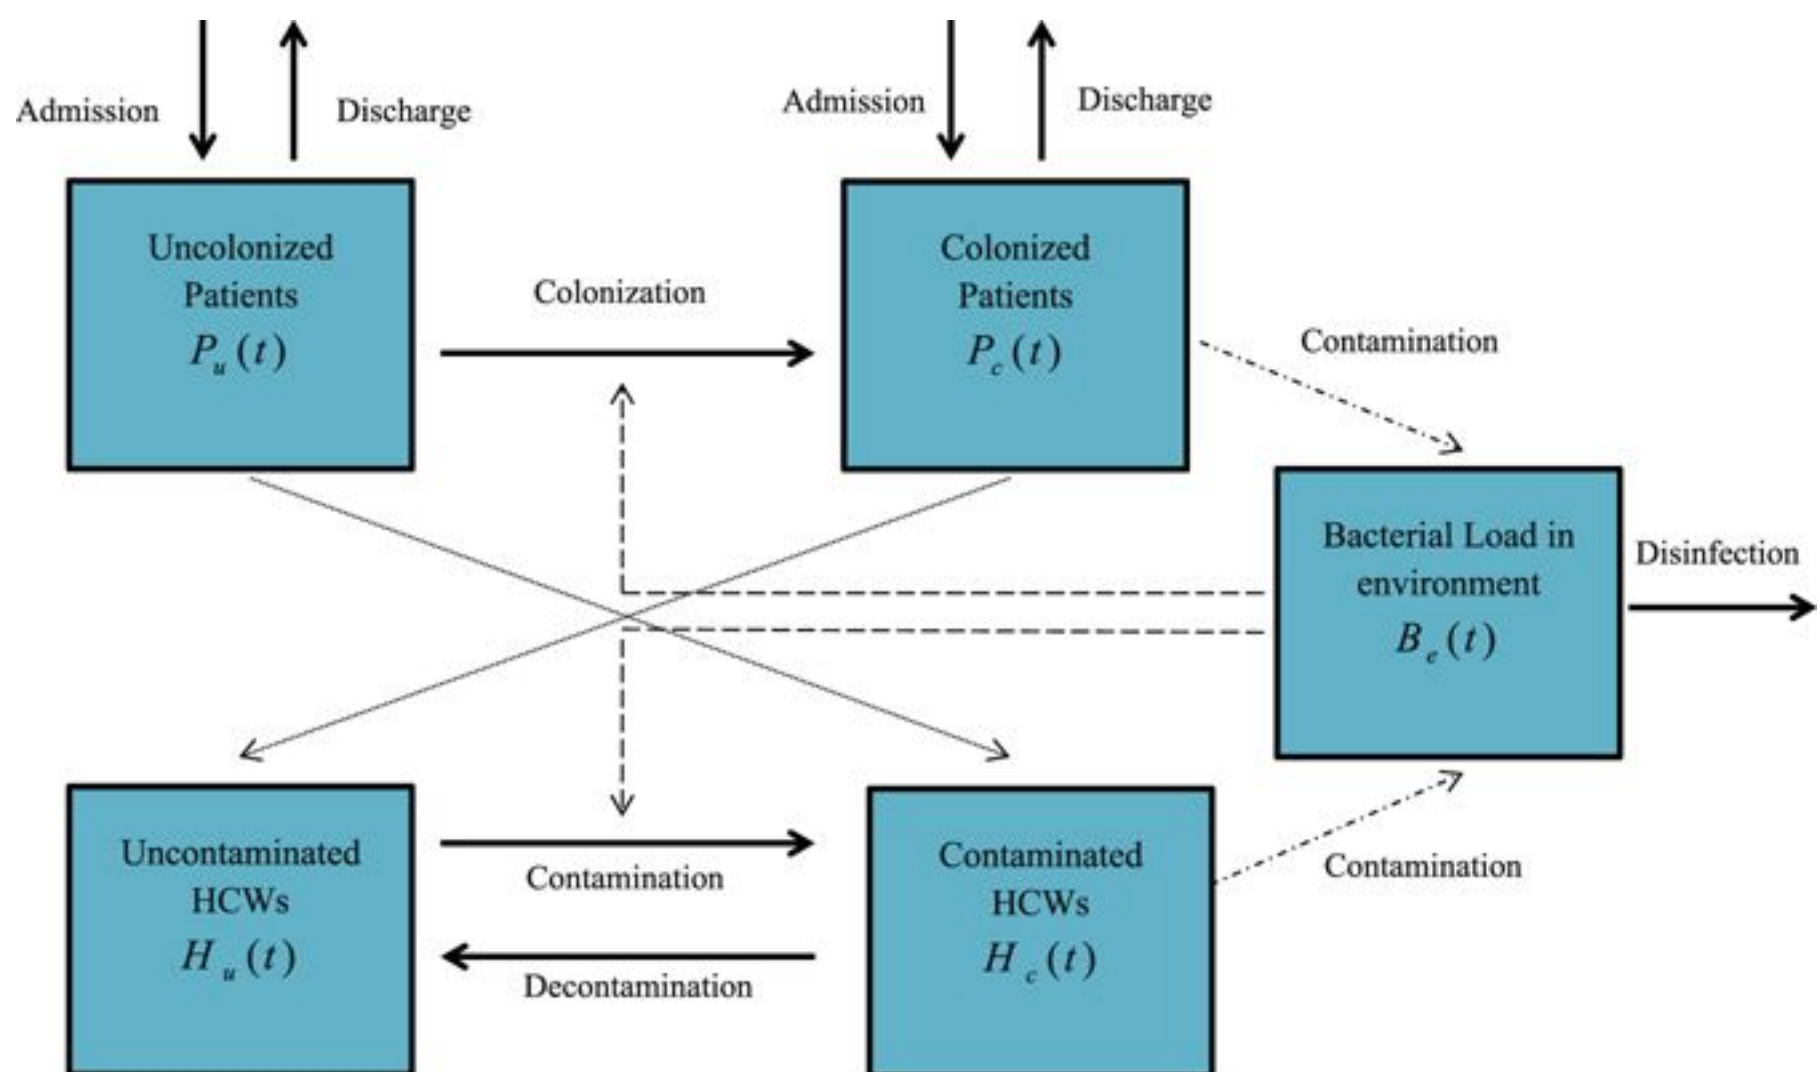 Admission
Discharge
Admission
Discharge
Uncolonized
Patients
P_u(t)
Colonization
Colonized
Patients
P_c(t)
Contamination
Bacterial Load in
environment
B_e(t)
Disinfection
Uncontaminated
HCWs
H_u(t)
Contamination
Decontamination
Contaminated
HCWs
H_c(t)
Contamination